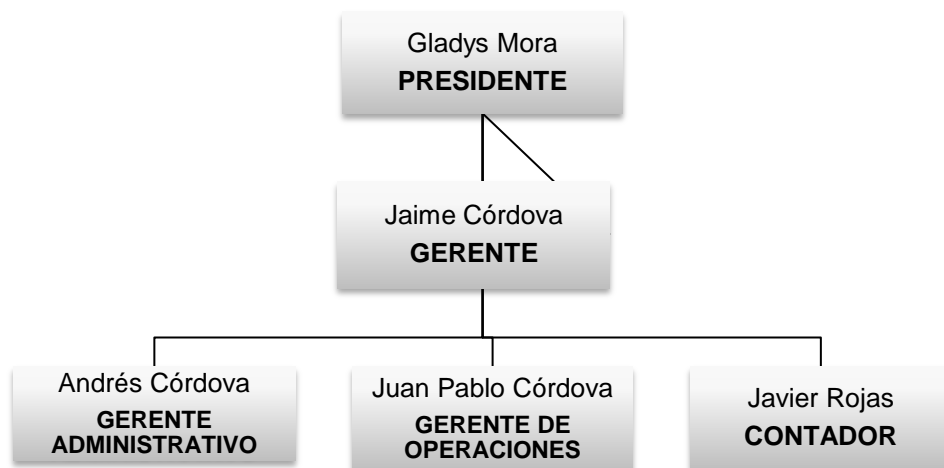 Gladys Mora
PRESIDENTE
Jaime Córdova
GERENTE
Andrés Córdova
GERENTE
ADMINISTRATIVO
Juan Pablo Córdova
GERENTE DE
OPERACIONES
Javier Rojas
CONTADOR